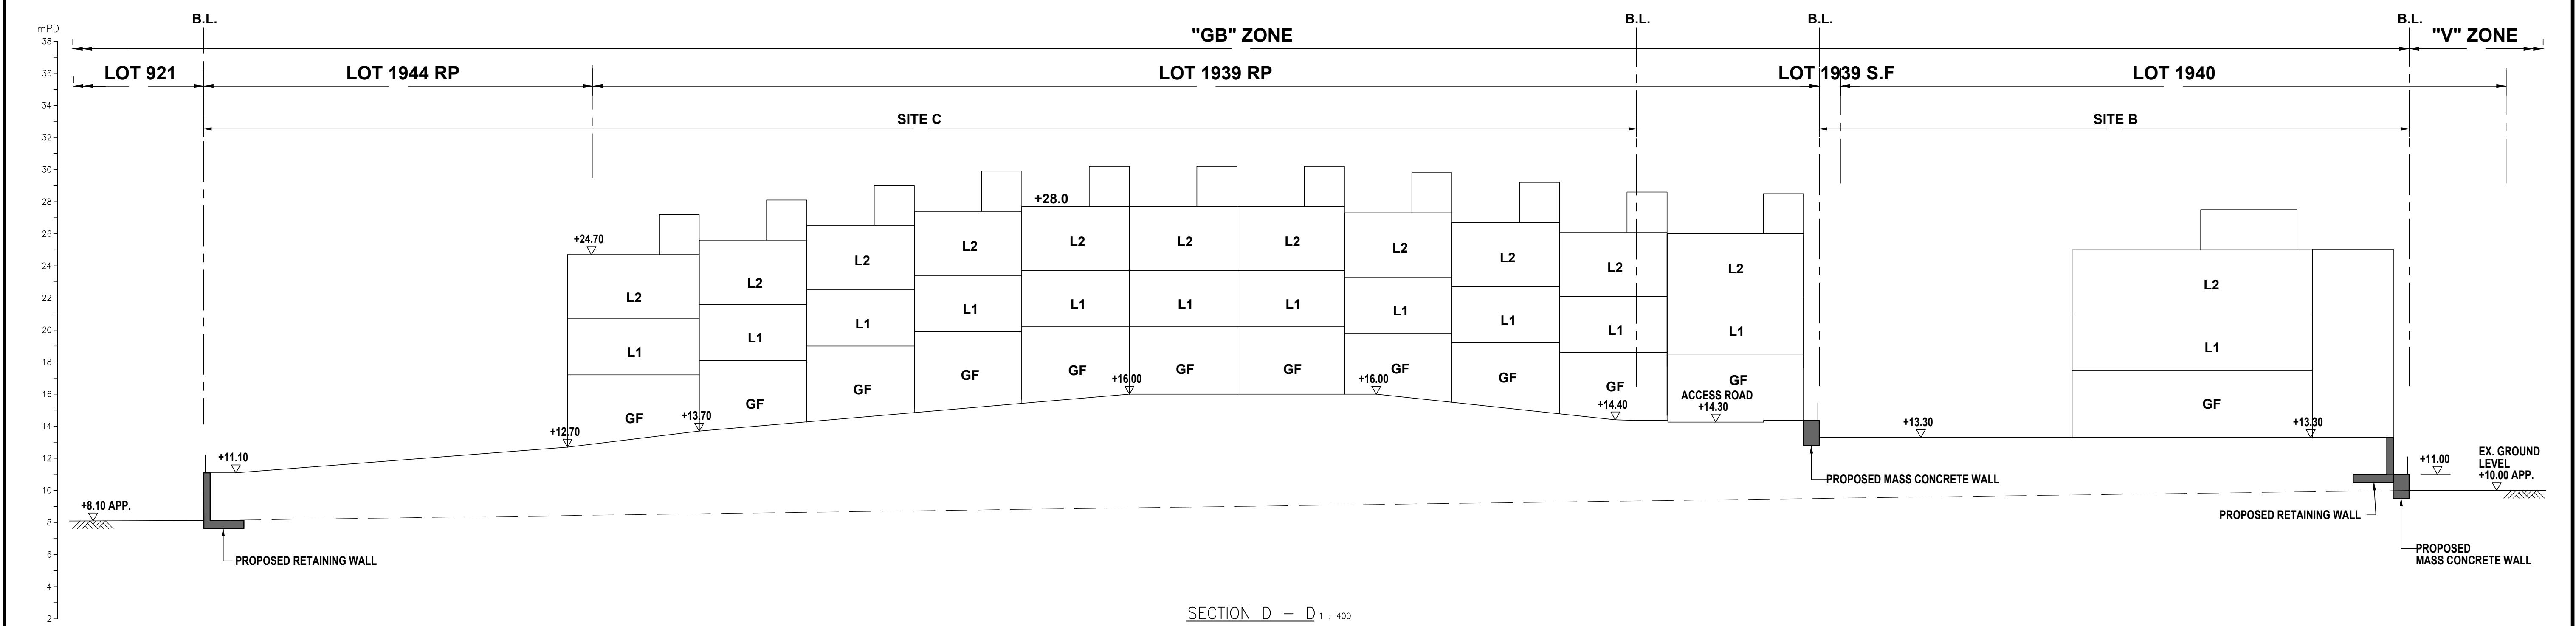 B.L.
B.L.
B.L.
B.L.
mPD
"GB" ZONE
"V" ZONE
LOT 921
LOT 1944 RP
LOT 1939 RP
LOT 1939 S.F
LOT 1940
SITE C
SITE B
38
36
34
32
30
28
26
24
22
20
18
16
14
12
10
8
6
4
2
+8.10 APP.
+11.10
PROPOSED RETAINING WALL
+24.70
L2
L1
GF
+12.70
+13.70
L2
L1
GF
L2
L1
GF
L2
L1
GF
+28.0
L2
L1
GF
+16.00
L2
L1
GF
L2
L1
GF
+16.00
L2
L1
GF
L2
L1
GF
L2
L1
GF
+14.40
L2
L1
GF
ACCESS ROAD
+14.30
PROPOSED MASS CONCRETE WALL
+13.30
L2
L1
GF
+13.30
+11.00
EX. GROUND
LEVEL
+10.00 APP.
PROPOSED RETAINING WALL
PROPOSED
MASS CONCRETE WALL
SECTION D - D 1 : 400